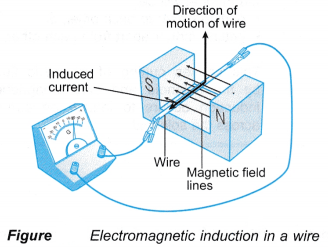 Direction of
motion of wire
Induced
current
S
N
Wire
Magnetic field
lines
Figure Electromagnetic induction in a wire